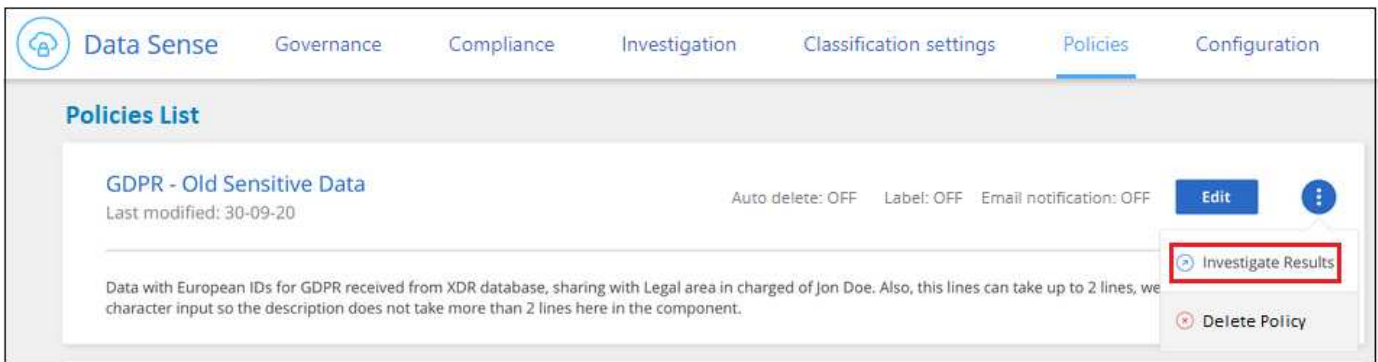 Data Sense Governance Compliance Investigation Classification settings Policies Configuration
Policies List
GDPR - Old Sensitive Data
Last modified: 30-09-20
Auto delete: OFF Label: OFF Email notification: OFF Edit
Investigate Results
Data with European IDs for GDPR received from XDR database, sharing with Legal area in charged of Jon Doe. Also, this lines can take up to 2 lines, we
character input so the description does not take more than 2 lines here in the component.
Delete Policy